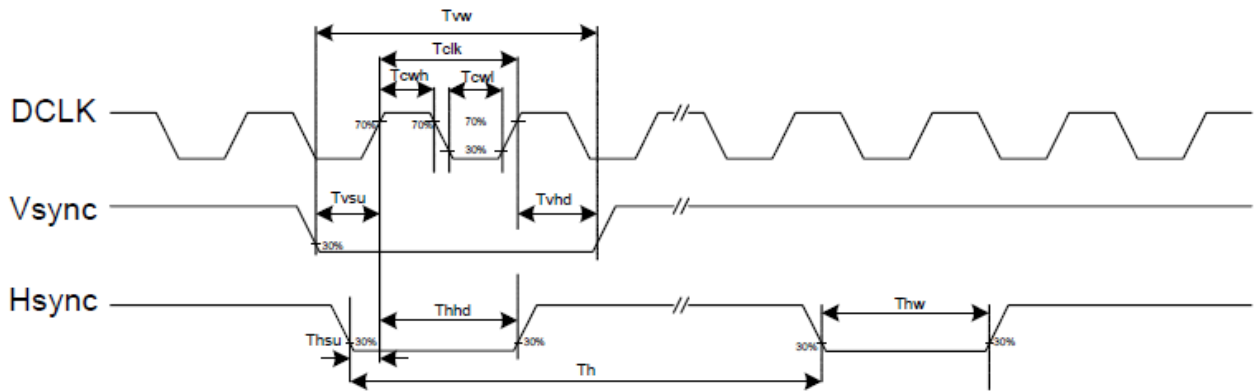 Tvw
Tclk
Tcwh Tcwl
DCLK 70% 70% 70%
30%
Tvsu Tvhd
Vsync
30%
Hsync Thhd Thw
Thsu 30% 30% 30% 30%
Th